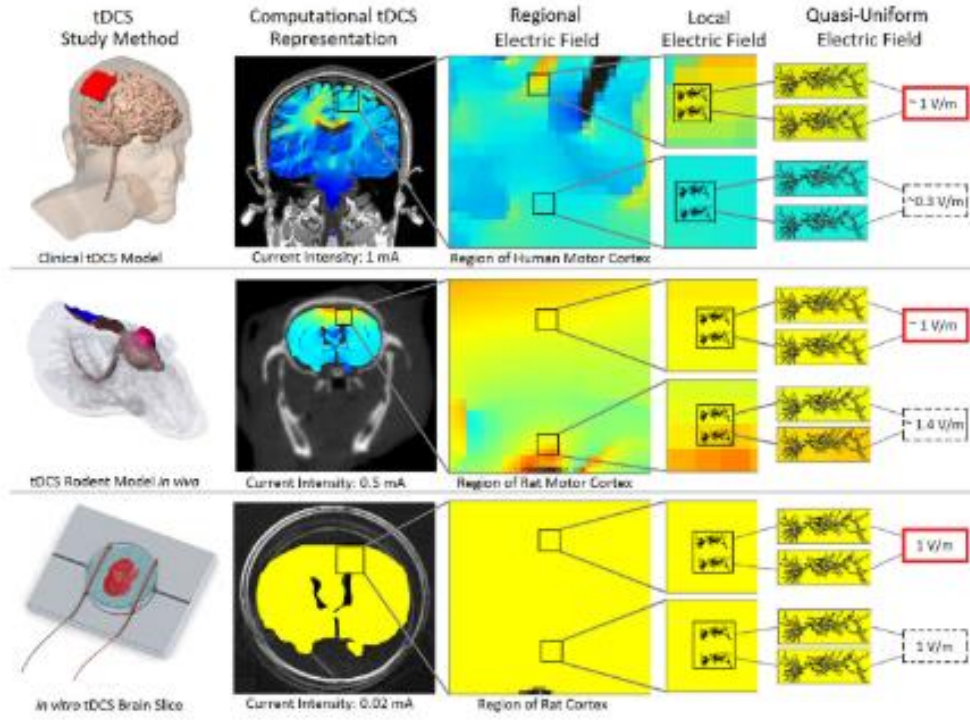 tDCS
Study Method
Computational tDCS
Representation
Regional
Electric Field
Local
Electric Field
Quasi-Uniform
Electric Field
~ 1 V/m
~0.3 V/m
Clinical tDCS Model
Current Intensity: 1 mA
Region of Human Motor Cortex
~ 1 V/m
~ 1.4 V/m
tDCS Rodent Model in vivo
Current Intensity: 0.5 mA
Region of Rat Motor Cortex
1 V/m
1 V/m
in vitro tDCS Brain Slice
Current Intensity: 0.02 mA
Region of Rat Cortex